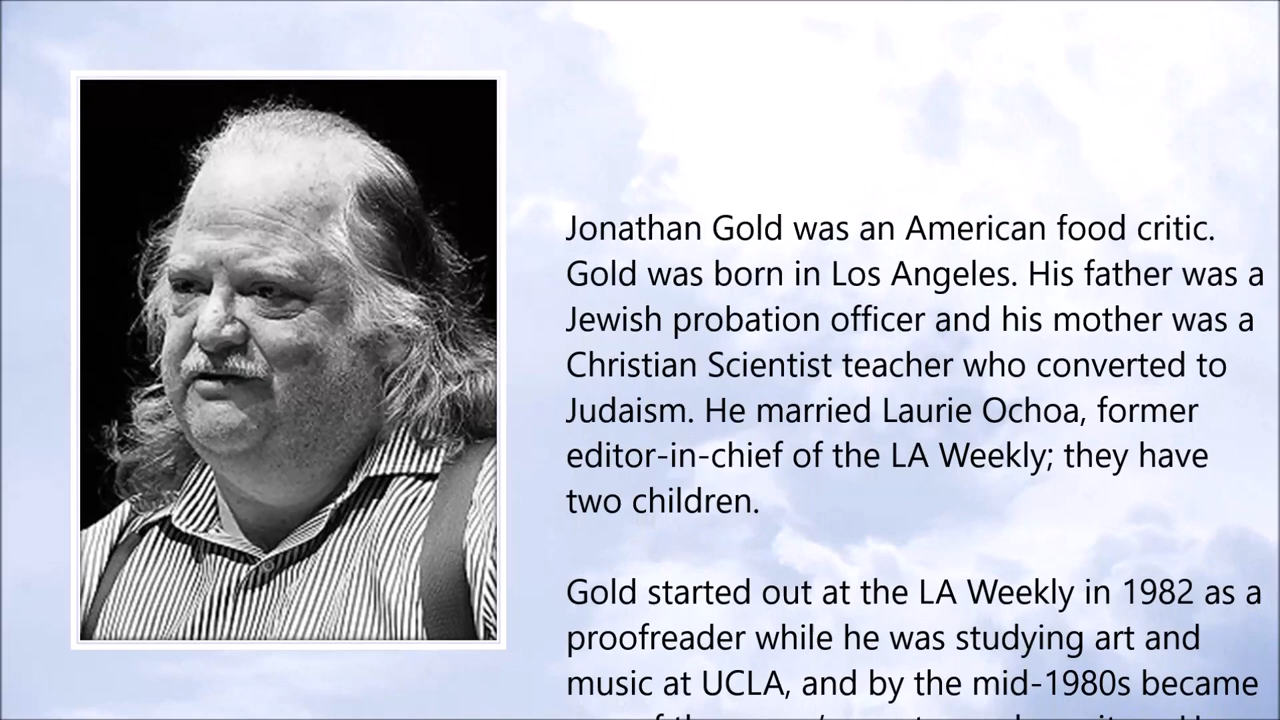 Jonathan Gold was an American food critic.
Gold was born in Los Angeles. His father was a
Jewish probation officer and his mother was a
Christian Scientist teacher who converted to
Judaism. He married Laurie Ochoa, former
editor-in-chief of the LA Weekly; they have
two children.
Gold started out at the LA Weekly in 1982 as a
proofreader while he was studying art and
music at UCLA, and by the mid-1980s became